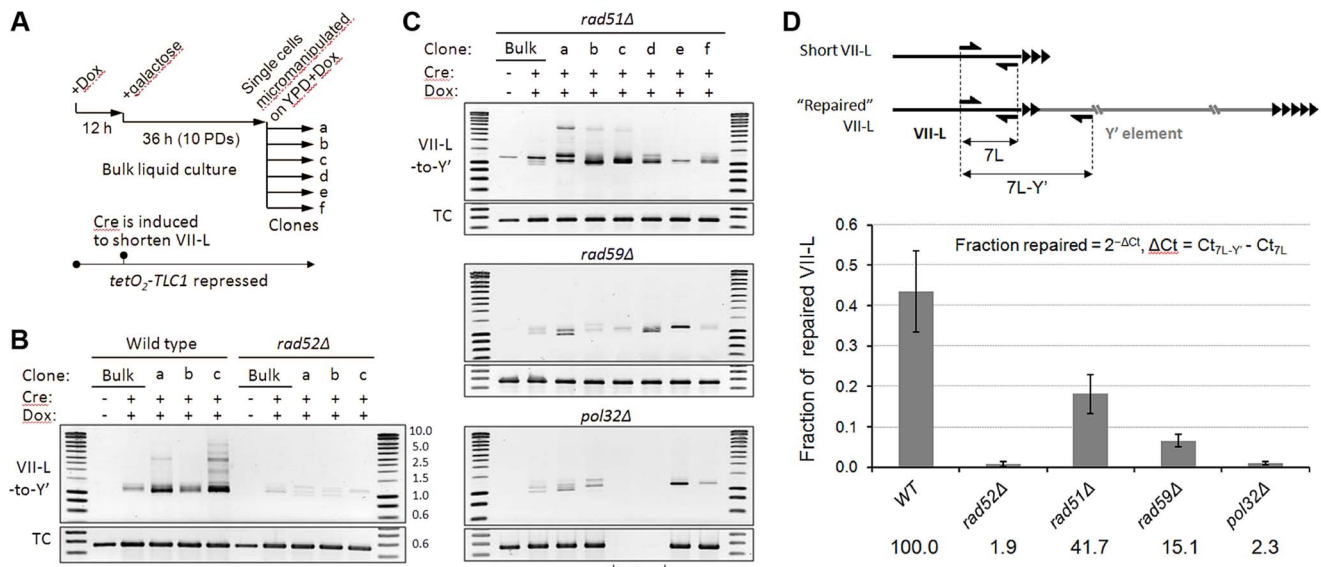 A
+Dox
+galactose
Single cells
micromanipulated
on YPD+Dox
12 h
36 h (10 PDs)
Bulk liquid culture
a
b
c
d
e
f
Clones
Cre is induced
to shorten VII-L
tetO2-TLC1 repressed
B
Wild type rad52Δ
Clone: Bulk a b c Bulk a b c
Cre: - + + + + - + + + +
Dox: - + + + + - + + + +
VII-L
-to-Y'
10.0
5.0
2.5
1.5
1.0
0.6
TC
0.6
C
rad51Δ
Clone: Bulk a b c d e f
Cre: - + + + + + + +
Dox: - + + + + + + +
VII-L
-to-Y'
TC
rad59Δ
pol32Δ
D
Short VII-L
"Repaired"
VII-L
VII-L
Y' element
7L
7L-Y'
Fraction of repaired VII-L
0.6
0.5
0.4
0.3
0.2
0.1
0.0
Fraction repaired = 2^−ΔCt, ΔCt = Ct7L-Y' - Ct7L
WT rad52Δ rad51Δ rad59Δ pol32Δ
100.0 1.9 41.7 15.1 2.3